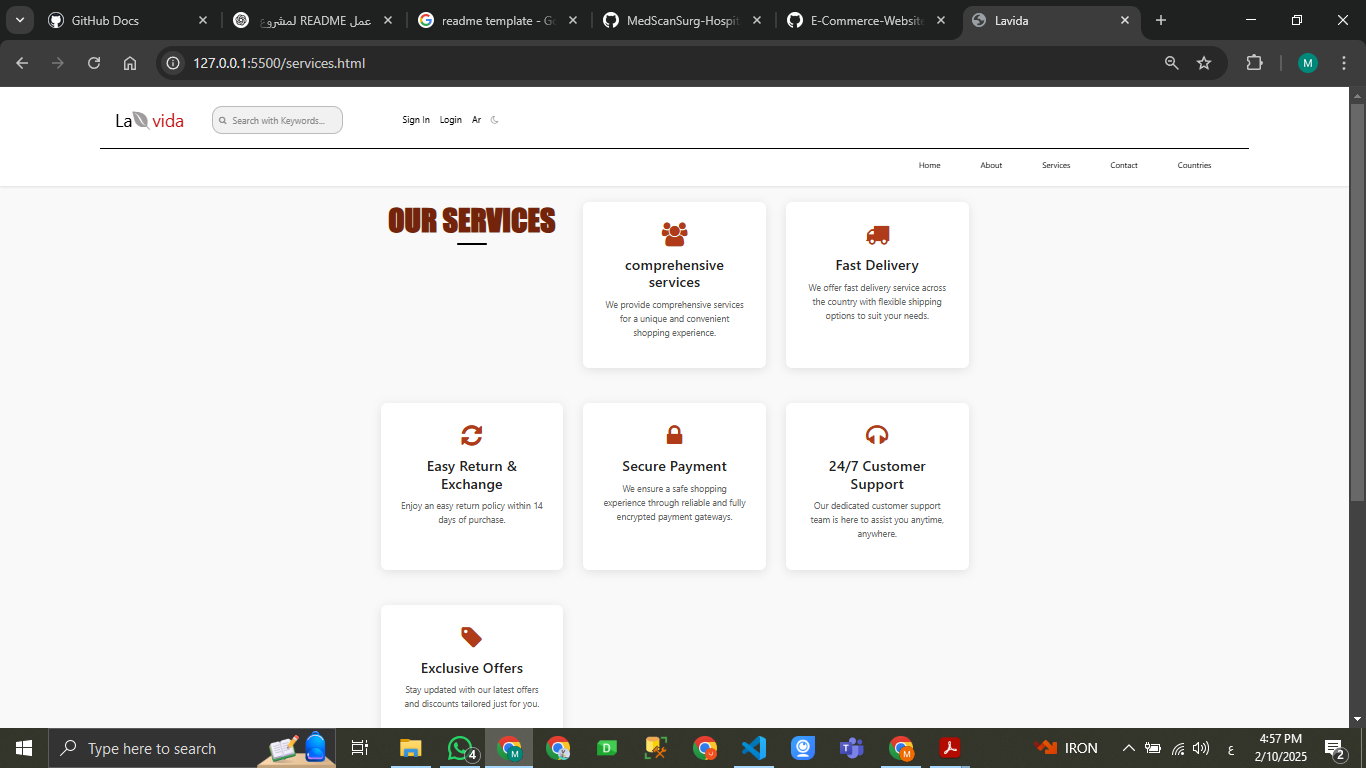 GitHub Docs
عمل README لمشروع
readme template - Go
MedScanSurg-Hospit
E-Commerce-Website
Lavida
127.0.0.1:5500/services.html
M
La vida
Search with Keywords...
Sign In
Login
Ar
Home
About
Services
Contact
Countries
OUR SERVICES
comprehensive
services
We provide comprehensive services
for a unique and convenient
shopping experience.
Fast Delivery
We offer fast delivery service across
the country with flexible shipping
options to suit your needs.
Easy Return &
Exchange
Enjoy an easy return policy within 14
days of purchase.
Secure Payment
We ensure a safe shopping
experience through reliable and fully
encrypted payment gateways.
24/7 Customer
Support
Our dedicated customer support
team is here to assist you anytime,
anywhere.
Exclusive Offers
Stay updated with our latest offers
and discounts tailored just for you.
Type here to search
4
M
D
M
IRON
ع
4:57 PM
2/10/2025
2